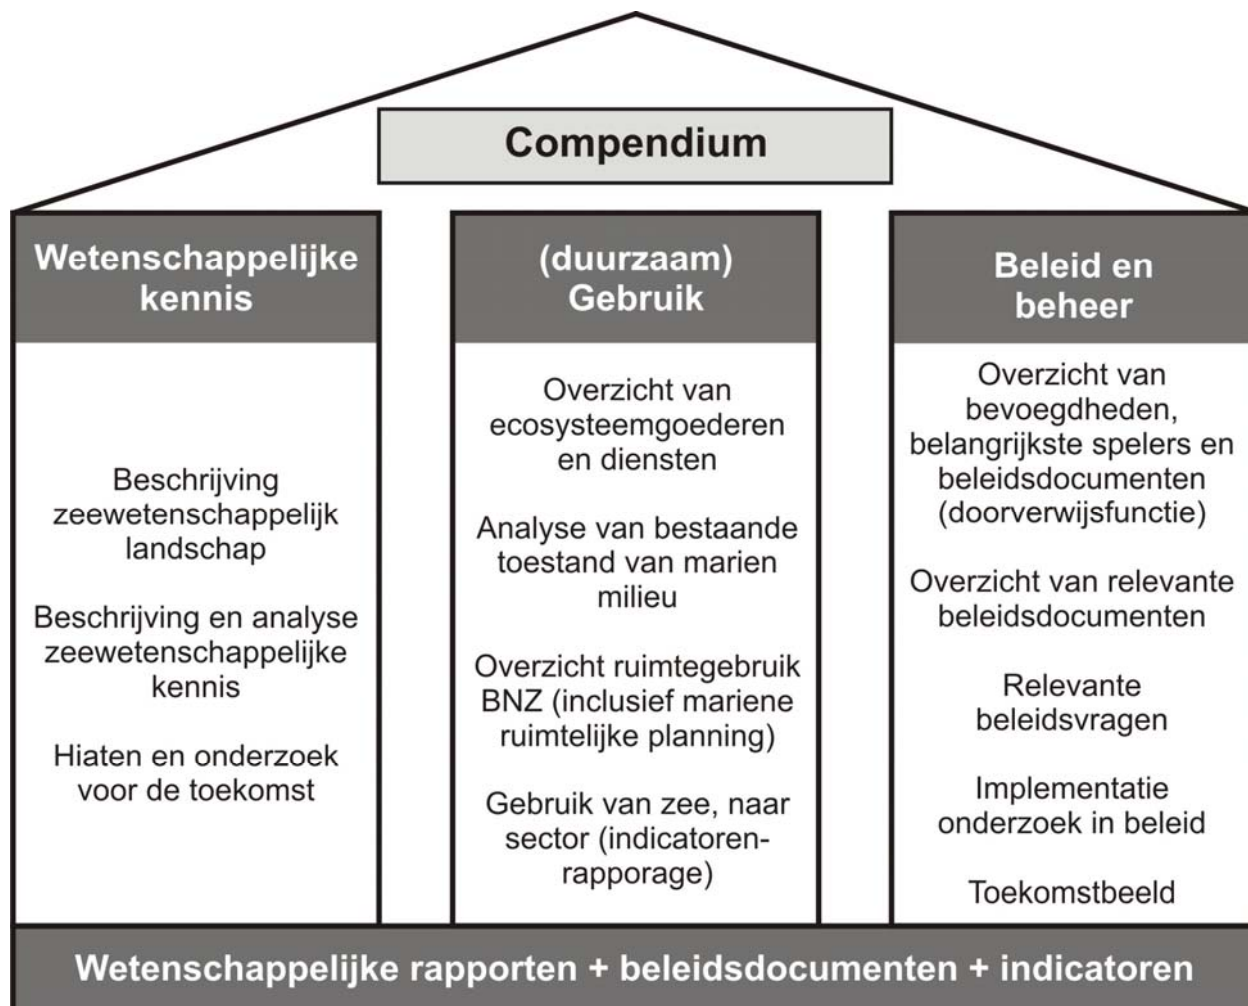 Compendium
Wetenschappelijke
kennis
Beschrijving
zeewetenschappelijk
landschap
Beschrijving en analyse
zeewetenschappelijke
kennis
Hiaten en onderzoek
voor de toekomst
(duurzaam)
Gebruik
Overzicht van
ecosysteemgoederen
en diensten
Analyse van bestaande
toestand van marien
milieu
Overzicht ruimtegebruik
BNZ (inclusief mariene
ruimtelijke planning)
Gebruik van zee, naar
sector (indicatoren-
rapporage)
Beleid en
beheer
Overzicht van
bevoegdheden,
belangrijkste spelers en
beleidsdocumenten
(doorverwijsfunctie)
Overzicht van relevante
beleidsdocumenten
Relevante
beleidsvragen
Implementatie
onderzoek in beleid
Toekomstbeeld
Wetenschappelijke rapporten + beleidsdocumenten + indicatoren